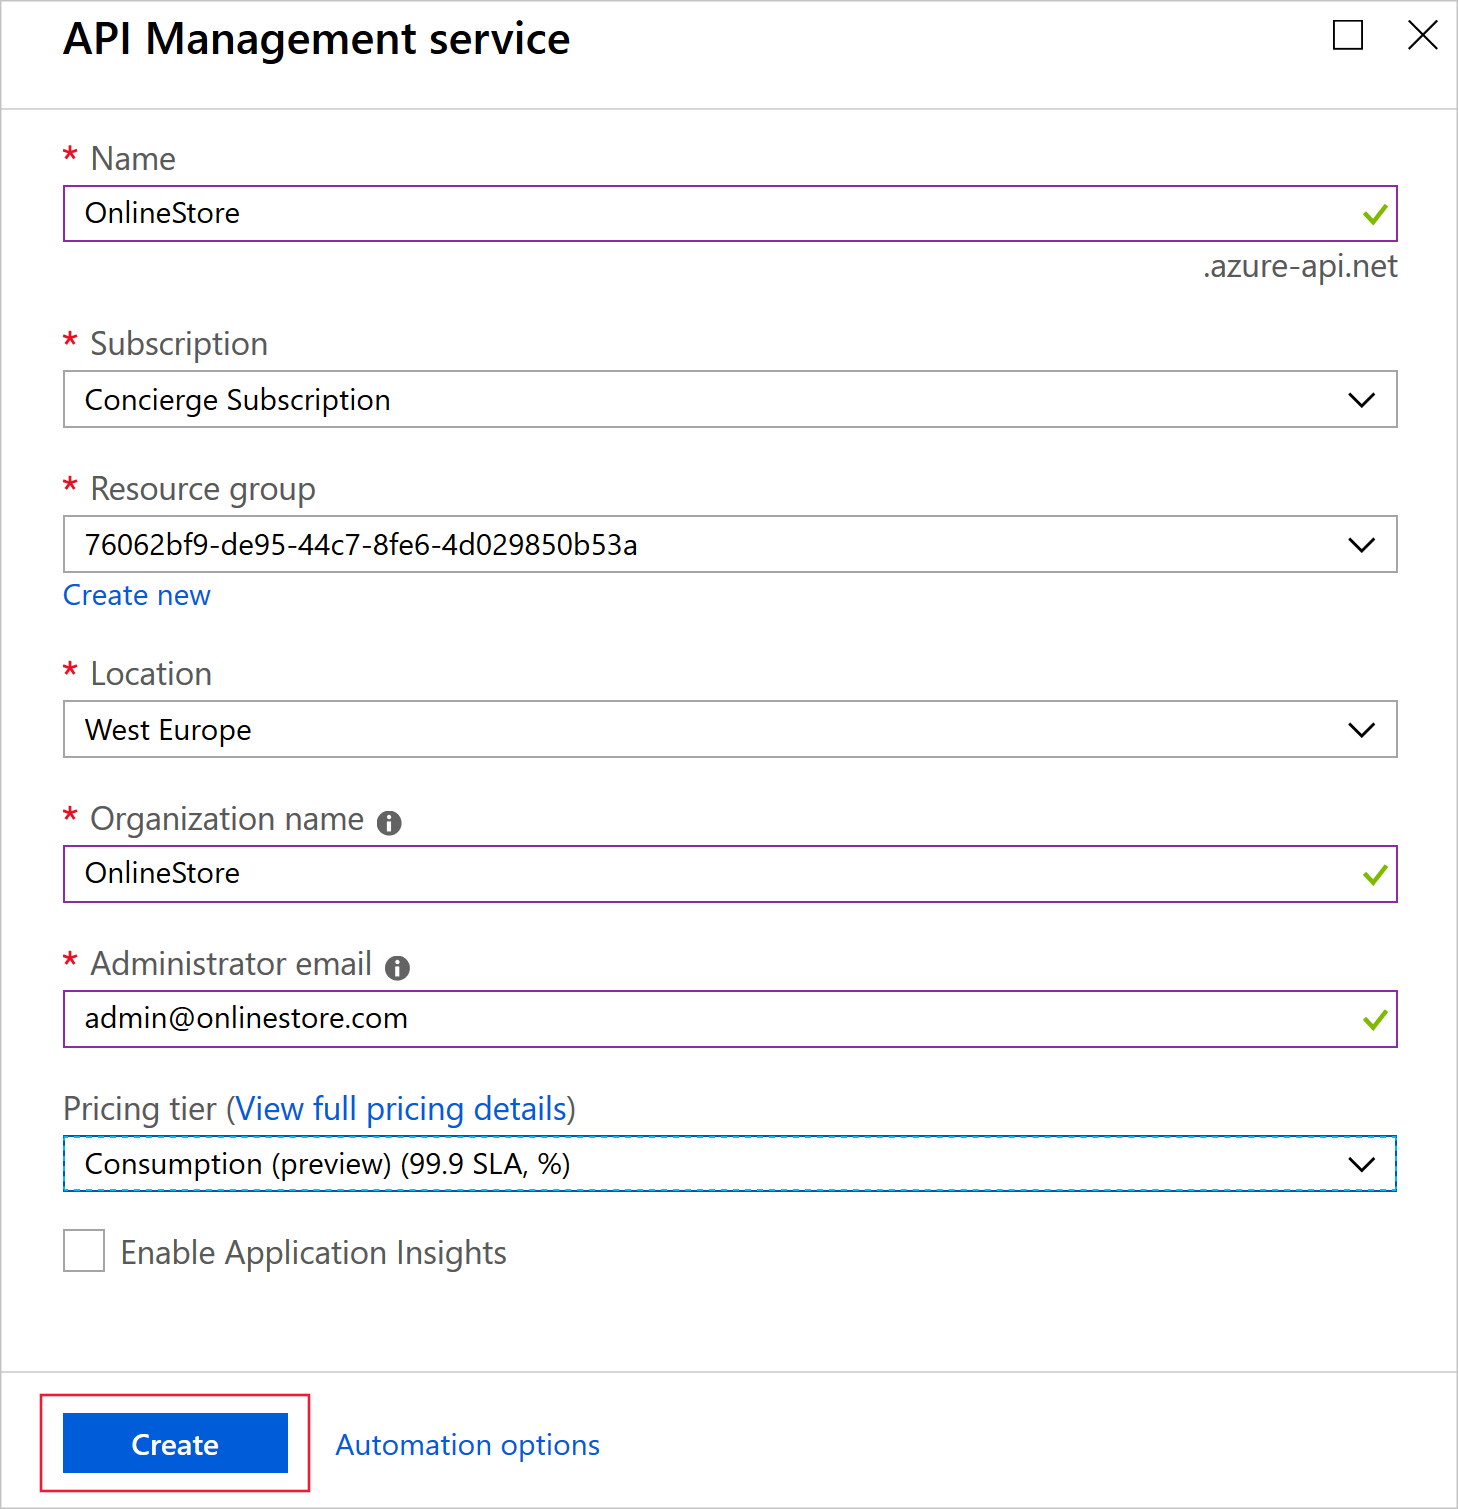 API Management service
* Name
OnlineStore
.azure-api.net
* Subscription
Concierge Subscription
* Resource group
76062bf9-de95-44c7-8fe6-4d029850b53a
Create new
* Location
West Europe
* Organization name
OnlineStore
* Administrator email
admin@onlinestore.com
Pricing tier (View full pricing details)
Consumption (preview) (99.9 SLA, %)
Enable Application Insights
Create Automation options